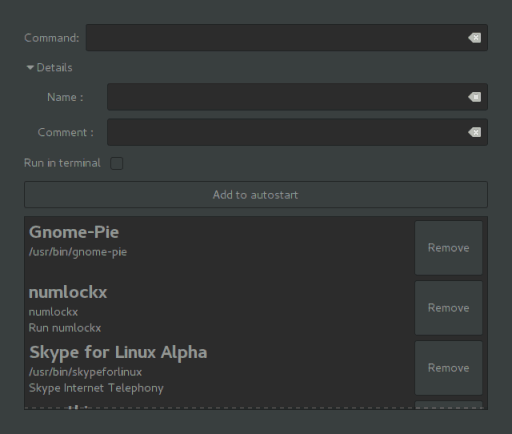 Command:
Details
Name :
Comment :
Run in terminal
Add to autostart
Gnome-Pie
/usr/bin/gnome-pie
Remove
numlockx
numlockx
Run numlockx
Remove
Skype for Linux Alpha
/usr/bin/skypeforlinux
Skype Internet Telephony
Remove